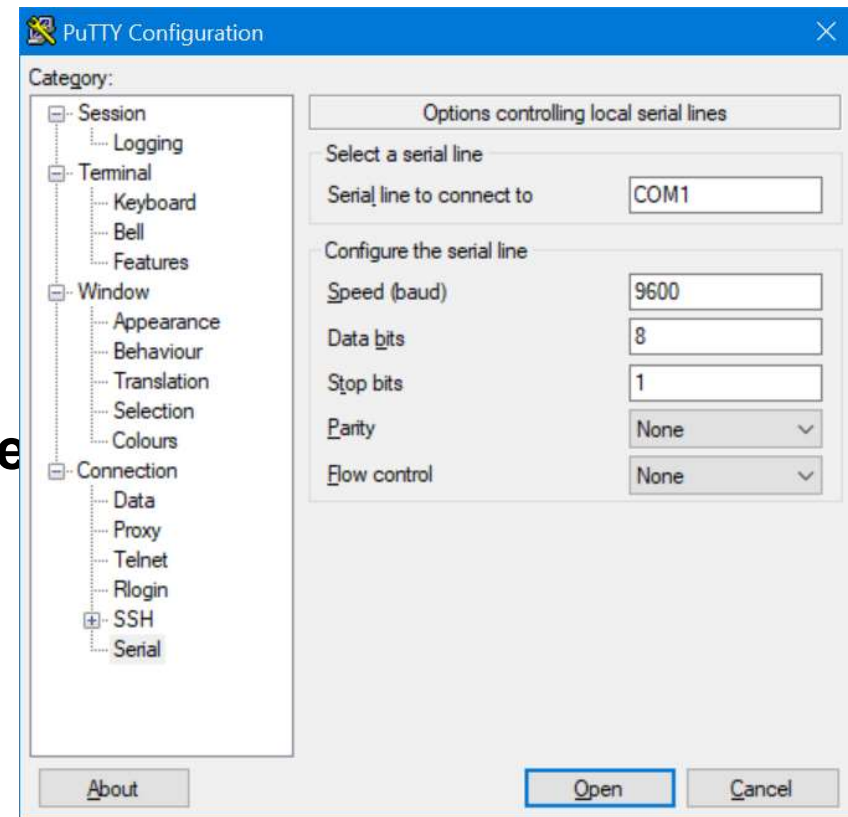 PuTTY Configuration
Category:
Session
Logging
Terminal
Keyboard
Bell
Features
Window
Appearance
Behaviour
Translation
Selection
Colours
Connection
Data
Proxy
Telnet
Rlogin
SSH
Serial
Options controlling local serial lines
Select a serial line
Serial line to connect to COM1
Configure the serial line
Speed (baud) 9600
Data bits 8
Stop bits 1
Parity None
Flow control None
e
About Open Cancel